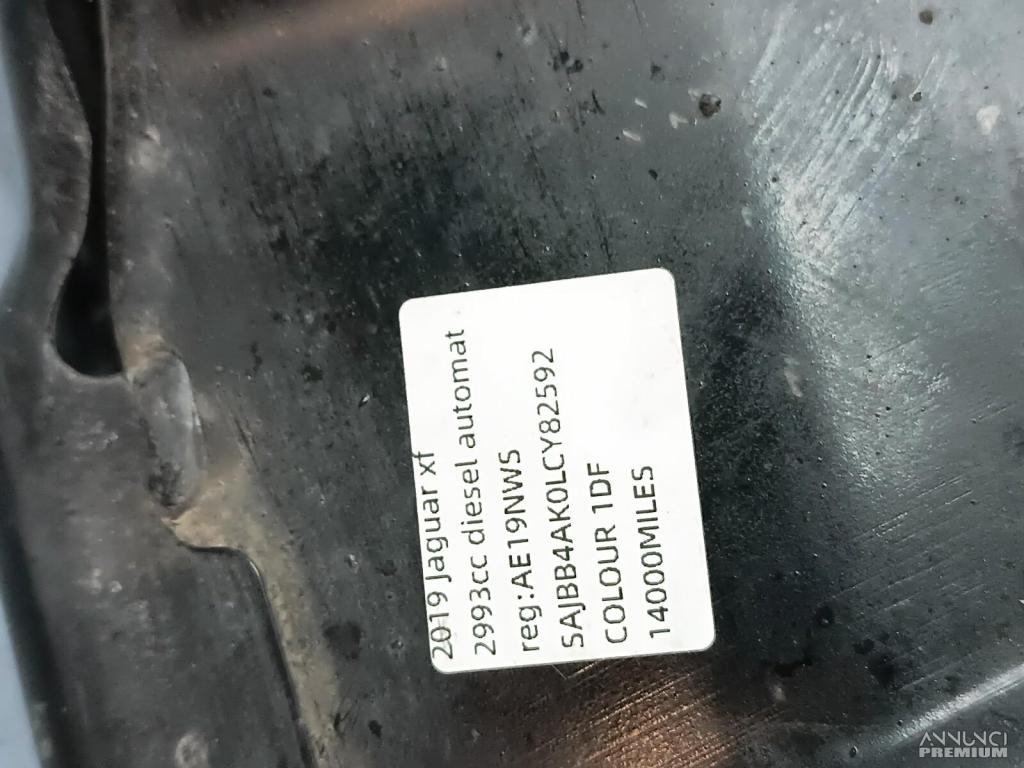 2019 Jaguar xf
2993cc diesel automat
reg:AE19NWS
SAJBB4AK0LCY82592
COLOUR 1DF
14000MILES
ANNUNCI
PREMIUM